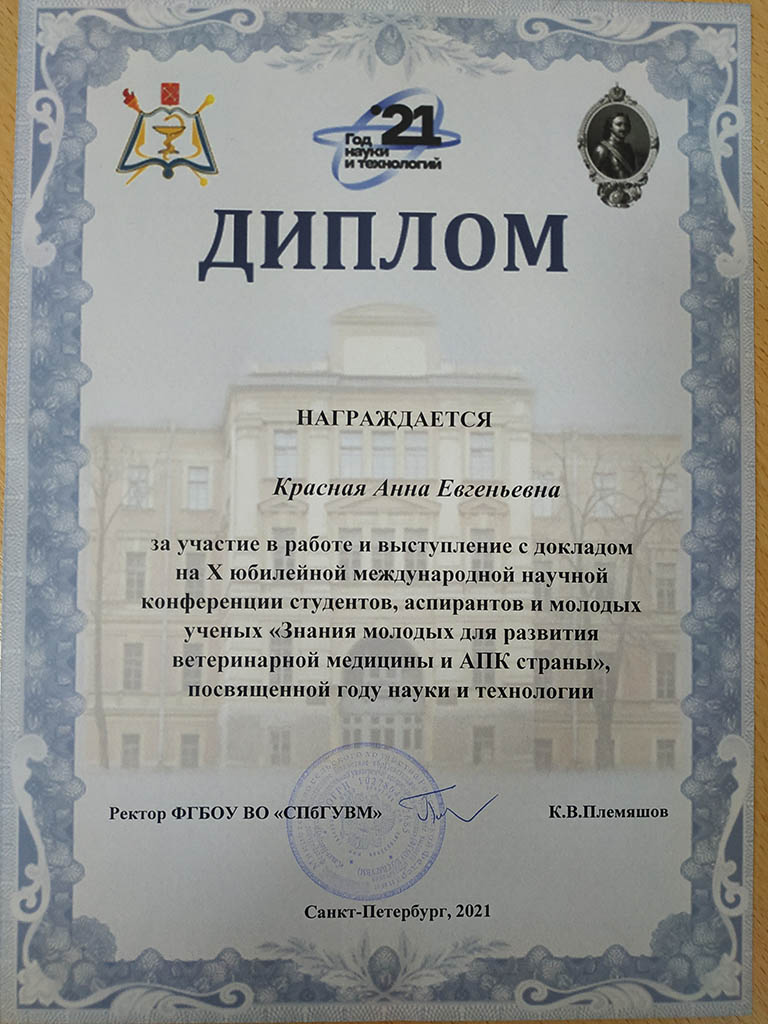 '21
Год
науки
и технологий
ДИПЛОМ
НАГРАЖДАЕТСЯ
Красная Анна Евгеньевна
за участие в работе и выступление с докладом
на X юбилейной международной научной
конференции студентов, аспирантов и молодых
ученых «Знания молодых для развития
ветеринарной медицины и АПК страны»,
посвященной году науки и технологии
Ректор ФГБОУ ВО «СПбГУВМ» К.В.Племяшов
Санкт-Петербург, 2021